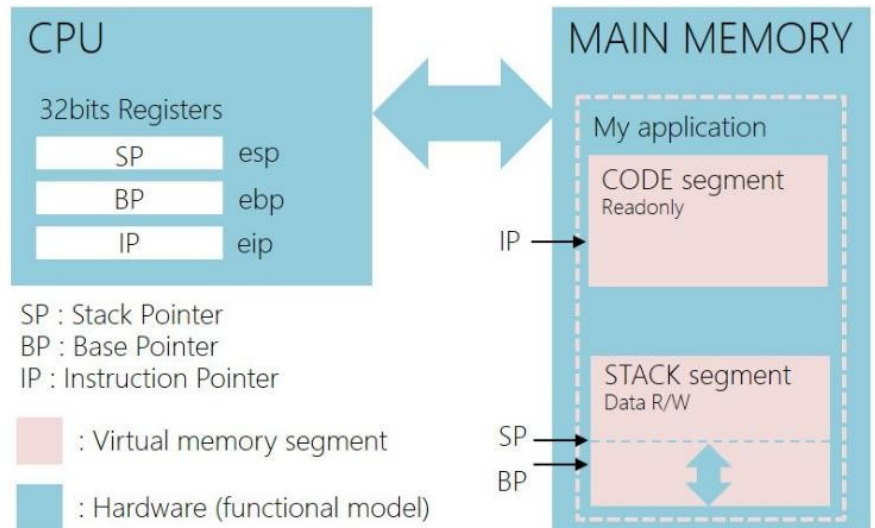 CPU
32bits Registers
SP esp
BP ebp
IP eip
SP : Stack Pointer
BP : Base Pointer
IP : Instruction Pointer
: Virtual memory segment
: Hardware (functional model)
MAIN MEMORY
My application
CODE segment
Readonly
IP
STACK segment
Data R/W
SP
BP